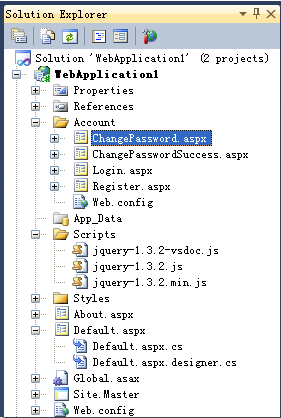 Solution Explorer
Solution 'WebApplication1' (2 projects)
WebApplication1
Properties
References
Account
ChangePassword.aspx
ChangePasswordSuccess.aspx
Login.aspx
Register.aspx
Web.config
App_Data
Scripts
jquery-1.3.2-vsdoc.js
jquery-1.3.2.js
jquery-1.3.2.min.js
Styles
About.aspx
Default.aspx
Default.aspx.cs
Default.aspx.designer.cs
Global.asax
Site.Master
Web.config